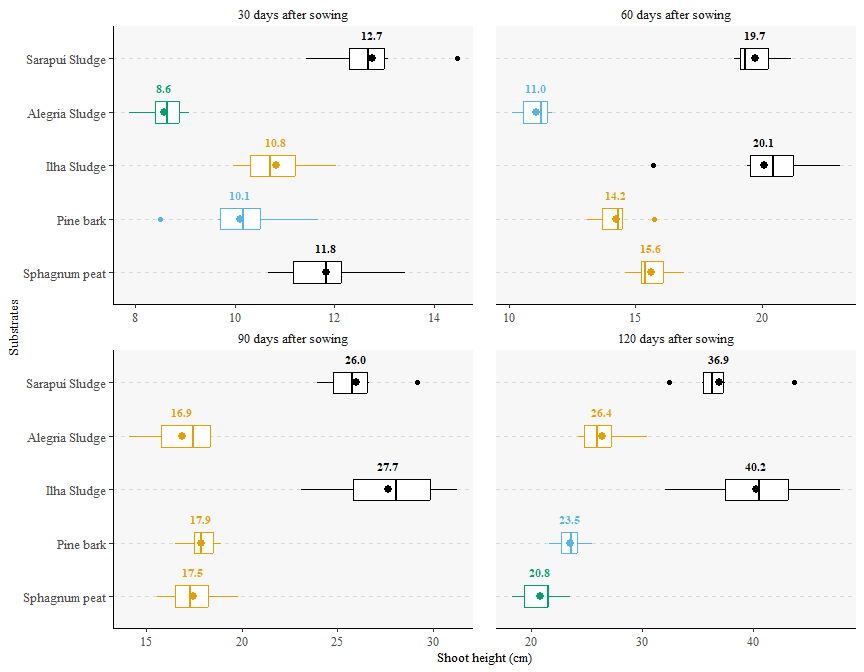 30 days after sowing
60 days after sowing
Sarapui Sludge
12.7
19.7
Alegria Sludge
8.6
11.0
Ilha Sludge
10.8
20.1
Pine bark
10.1
14.2
Sphagnum peat
11.8
15.6
8 10 12 14
10 15 20
Substrates
90 days after sowing
120 days after sowing
Sarapui Sludge
26.0
36.9
Alegria Sludge
16.9
26.4
Ilha Sludge
27.7
40.2
Pine bark
17.9
23.5
Sphagnum peat
17.5
20.8
15 20 25 30
20 30 40
Shoot height (cm)